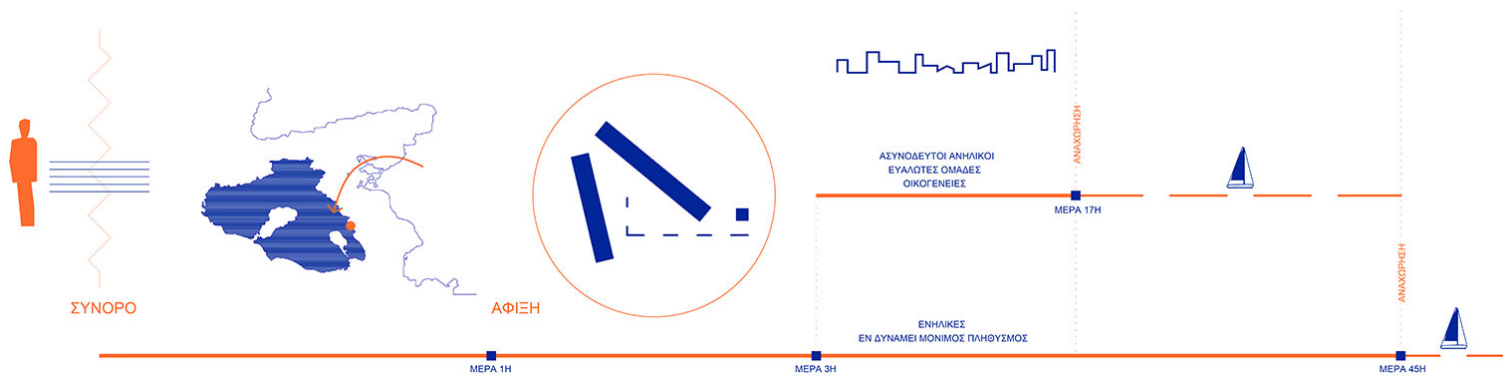 ΣΥΝΟΡΟ
ΑΦΙΞΗ
ΑΣΥΝΟΔΕΥΤΟΙ ΑΝΗΛΙΚΟΙ
ΕΥΑΛΩΤΕΣ ΟΜΑΔΕΣ
ΟΙΚΟΓΕΝΕΙΕΣ
ΑΝΑΧΩΡΗΣΗ
ΜΕΡΑ 17Η
ΑΝΑΧΩΡΗΣΗ
ΕΝΗΛΙΚΕΣ
ΕΝ ΔΥΝΑΜΕΙ ΜΟΝΙΜΟΣ ΠΛΗΘΥΣΜΟΣ
ΜΕΡΑ 1Η
ΜΕΡΑ 3Η
ΜΕΡΑ 45Η